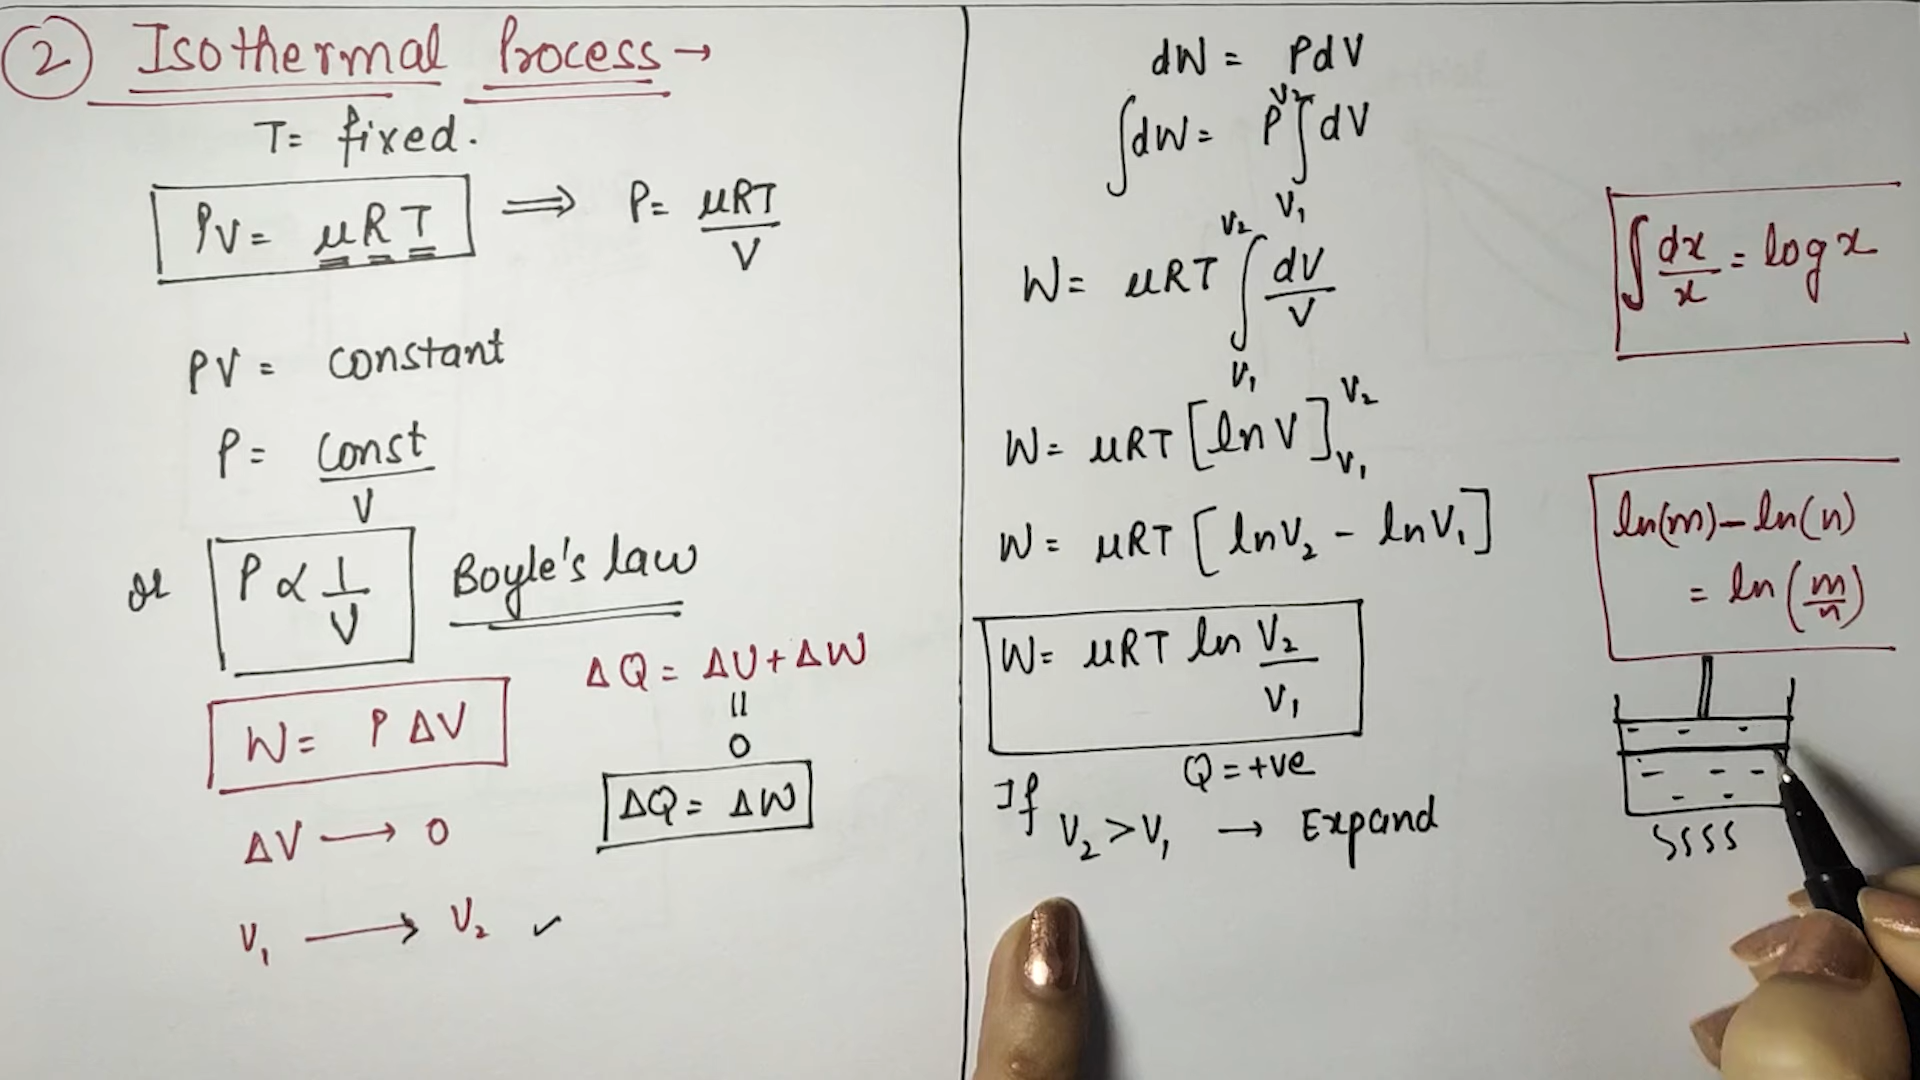 ② Isothermal Process →
T = fixed.
PV = μRT ⟹ P = μRT/V
PV = constant
P = const/V
or P ∝ 1/V Boyle's law
ΔQ = ΔU + ΔW
= 0
W = P ΔV
ΔQ = ΔW
ΔV → 0
V₁ → V₂ ✓
dW = PdV
∫dW = P ∫_{V₁}^{V₂} dV
W = μRT ∫_{V₁}^{V₂} dV/V
W = μRT [ln V]_{V₁}^{V₂}
W = μRT [lnV₂ - lnV₁]
W = μRT ln V₂/V₁
Q = +ve
If V₂ > V₁ → Expand
∫ dx/x = log x
ln(m) - ln(n)
= ln (m/n)